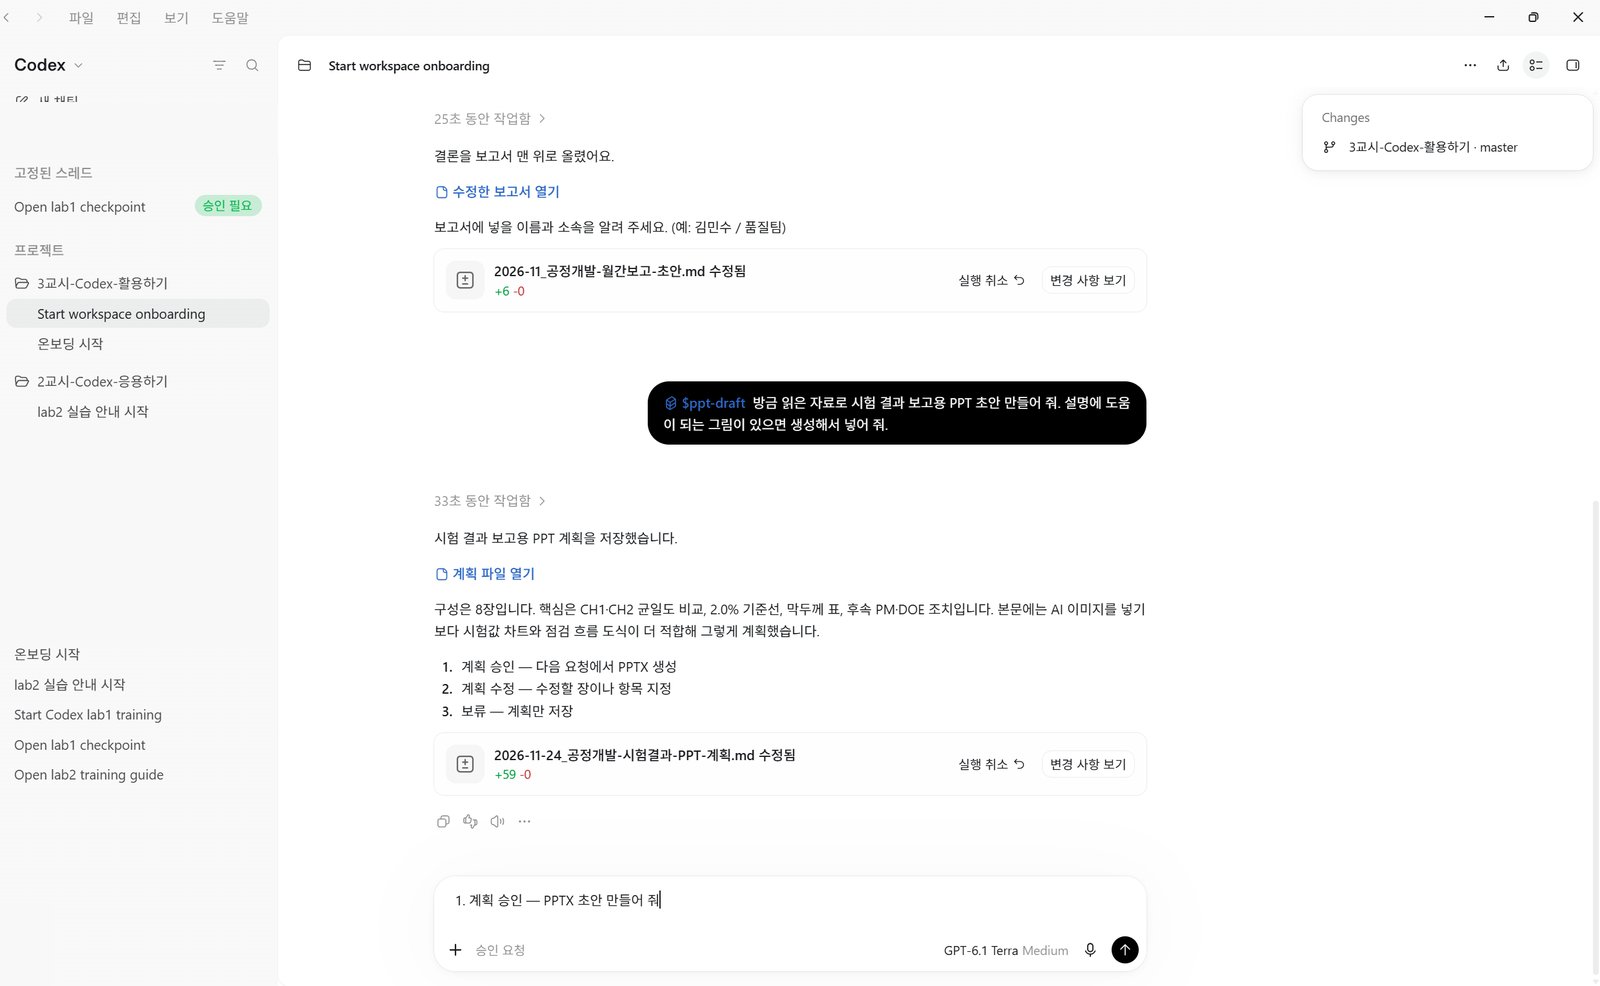 파일 편집 보기 도움말
Codex
새 채팅
고정된 스레드
Open lab1 checkpoint 승인 필요
프로젝트
3교시-Codex-활용하기
Start workspace onboarding
온보딩 시작
2교시-Codex-응용하기
lab2 실습 안내 시작
온보딩 시작
lab2 실습 안내 시작
Start Codex lab1 training
Open lab1 checkpoint
Open lab2 training guide
Start workspace onboarding
Changes
3교시-Codex-활용하기 · master
25초 동안 작업함
결론을 보고서 맨 위로 올렸어요.
수정한 보고서 열기
보고서에 넣을 이름과 소속을 알려 주세요. (예: 김민수 / 품질팀)
2026-11_공정개발-월간보고-초안.md 수정됨
+6 -0
실행 취소 변경 사항 보기
$ppt-draft 방금 읽은 자료로 시험 결과 보고용 PPT 초안 만들어 줘. 설명에 도움
이 되는 그림이 있으면 생성해서 넣어 줘.
33초 동안 작업함
시험 결과 보고용 PPT 계획을 저장했습니다.
계획 파일 열기
구성은 8장입니다. 핵심은 CH1·CH2 균일도 비교, 2.0% 기준선, 막두께 표, 후속 PM·DOE 조치입니다. 본문에는 AI 이미지를 넣기
보다 시험값 차트와 점검 흐름 도식이 더 적합해 그렇게 계획했습니다.
1. 계획 승인 — 다음 요청에서 PPTX 생성
2. 계획 수정 — 수정할 장이나 항목 지정
3. 보류 — 계획만 저장
2026-11-24_공정개발-시험결과-PPT-계획.md 수정됨
+59 -0
실행 취소 변경 사항 보기
1. 계획 승인 — PPTX 초안 만들어 줘
승인 요청
GPT-6.1 Terra Medium